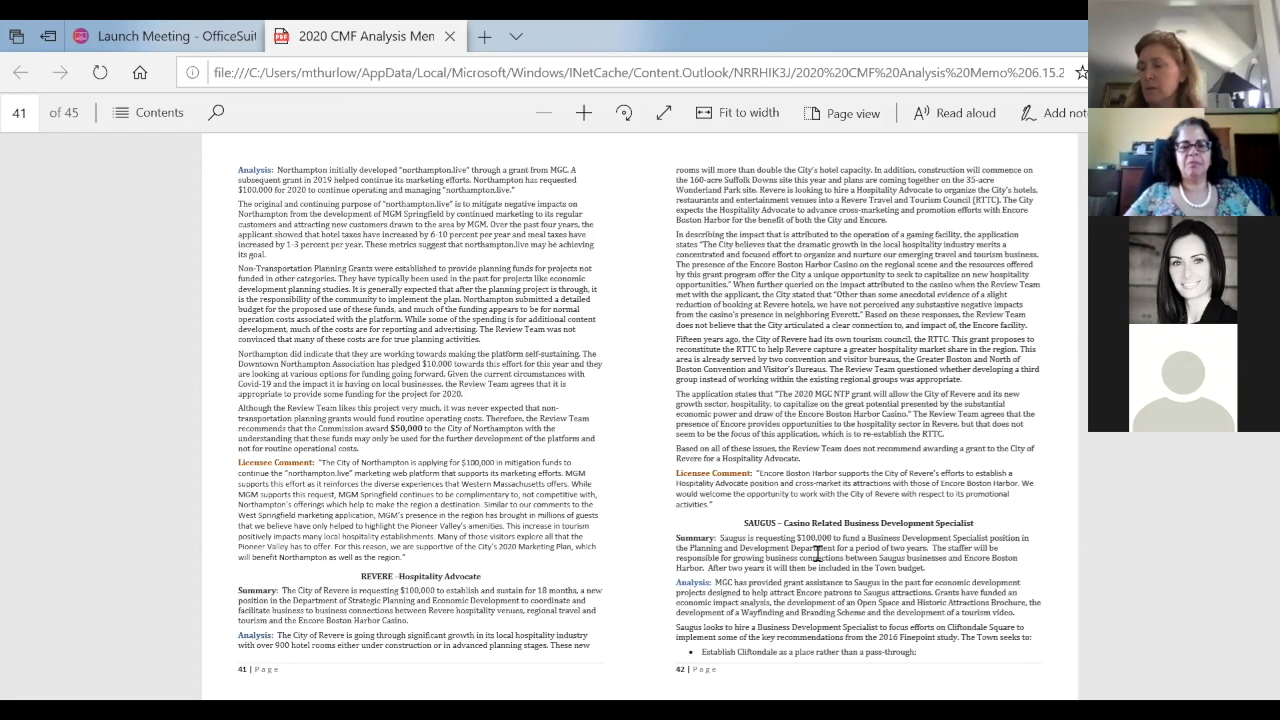 Launch Meeting - OfficeSuit
2020 CMF Analysis Men
file:///C:/Users/mthurlow/AppData/Local/Microsoft/Windows/INetCache/Content.Outlook/NRRHIK3J/2020%20CMF%20Analysis%20Memo%206.15.2
41 of 45
Contents
Fit to width
Page view
Read aloud
Add note
Analysis: Northampton initially developed "northampton.live" through a grant from MGC. A
subsequent grant in 2019 helped continue its marketing efforts. Northampton has requested
$100,000 for 2020 to continue operating and managing "northampton.live."
The original and continuing purpose of "northampton.live" is to mitigate negative impacts on
Northampton from the development of MGM Springfield by continued marketing to its regular
customers and attracting new customers drawn to the area by MGM. Over the past four years, the
applicant showed that hotel taxes have increased by 6-10 percent per year and meal taxes have
increased by 1-3 percent per year. These metrics suggest that northampton.live may be achieving
its goal.
Non-Transportation Planning Grants were established to provide planning funds for projects not
funded in other categories. They have typically been used in the past for projects like economic
development planning studies. It is generally expected that after the planning project is through, it
is the responsibility of the community to implement the plan. Northampton submitted a detailed
budget for the proposed use of these funds, and much of the funding appears to be for normal
operation costs associated with the platform. While some of the spending is for additional content
development, much of the costs are for reporting and advertising. The Review Team was not
convinced that many of these costs are for true planning activities.
Northampton did indicate that they are working towards making the platform self-sustaining. The
Downtown Northampton Association has pledged $10,000 towards this effort for this year and they
are looking at various options for funding going forward. Given the current circumstances with
Covid-19 and the impact it is having on local businesses, the Review Team agrees that it is
appropriate to provide some funding for the project for 2020.
Although the Review Team likes this project very much, it was never expected that non-
transportation planning grants would fund routine operating costs. Therefore, the Review Team
recommends that the Commission award $50,000 to the City of Northampton with the
understanding that these funds may only be used for the further development of the platform and
not for routine operational costs.
Licensee Comment: "The City of Northampton is applying for $100,000 in mitigation funds to
continue the "northampton.live" marketing web platform that supports its marketing efforts. MGM
supports this effort as it reinforces the diverse experiences that Western Massachusetts offers. While
MGM supports this request, MGM Springfield continues to be complimentary to, not competitive with,
Northampton's offerings which help to make the region a destination. Similar to our comments to the
West Springfield marketing application, MGM's presence in the region has brought in millions of guests
that we believe have only helped to highlight the Pioneer Valley's amenities. This increase in tourism
positively impacts many local hospitality establishments. Many of those visitors explore all that the
Pioneer Valley has to offer. For this reason, we are supportive of the City's 2020 Marketing Plan, which
will benefit Northampton as well as the region."
REVERE –Hospitality Advocate
Summary: The City of Revere is requesting $100,000 to establish and sustain for 18 months, a new
position in the Department of Strategic Planning and Economic Development to coordinate and
facilitate business to business connections between Revere hospitality venues, regional travel and
tourism and the Encore Boston Harbor Casino.
Analysis: The City of Revere is going through significant growth in its local hospitality industry
with over 900 hotel rooms either under construction or in advanced planning stages. These new
41 | Page
rooms will more than double the City's hotel capacity. In addition, construction will commence on
the 160-acre Suffolk Downs site this year and plans are coming together on the 35-acre
Wonderland Park site. Revere is looking to hire a Hospitality Advocate to organize the City's hotels,
restaurants and entertainment venues into a Revere Travel and Tourism Council (RTTC). The City
expects the Hospitality Advocate to advance cross-marketing and promotion efforts with Encore
Boston Harbor for the benefit of both the City and Encore.
In describing the impact that is attributed to the operation of a gaming facility, the application
states "The City believes that the dramatic growth in the local hospitality industry merits a
concentrated and focused effort to organize and nurture our emerging travel and tourism business.
The presence of the Encore Boston Harbor Casino on the regional scene and the resources offered
by this grant program offer the City a unique opportunity to seek to capitalize on new hospitality
opportunities." When further queried on the impact attributed to the casino when the Review Team
met with the applicant, the City stated that "Other than some anecdotal evidence of a slight
reduction of booking at Revere hotels, we have not perceived any substantive negative impacts
from the casino's presence in neighboring Everett." Based on these responses, the Review Team
does not believe that the City articulated a clear connection to, and impact of, the Encore facility.
Fifteen years ago, the City of Revere had its own tourism council, the RTTC. This grant proposes to
reconstitute the RTTC to help Revere capture a greater hospitality market share in the region. This
area is already served by two convention and visitor bureaus, the Greater Boston and North of
Boston Convention and Visitor's Bureaus. The Review Team questioned whether developing a third
group instead of working within the existing regional groups was appropriate.
The application states that "The 2020 MGC NTP grant will allow the City of Revere and its new
growth sector, hospitality, to capitalize on the great potential presented by the substantial
economic power and draw of the Encore Boston Harbor Casino." The Review Team agrees that the
presence of Encore provides opportunities to the hospitality sector in Revere, but that does not
seem to be the focus of this application, which is to re-establish the RTTC.
Based on all of these issues, the Review Team does not recommend awarding a grant to the City of
Revere for a Hospitality Advocate.
Licensee Comment: "Encore Boston Harbor supports the City of Revere's efforts to establish a
Hospitality Advocate position and cross-market its attractions with those of Encore Boston Harbor. We
would welcome the opportunity to work with the City of Revere with respect to its promotional
activities."
SAUGUS – Casino Related Business Development Specialist
Summary: Saugus is requesting $100,000 to fund a Business Development Specialist position in
the Planning and Development Department for a period of two years. The staffer will be
responsible for growing business connections between Saugus businesses and Encore Boston
Harbor. After two years it will then be included in the Town budget.
Analysis: MGC has provided grant assistance to Saugus in the past for economic development
projects designed to help attract Encore patrons to Saugus attractions. Grants have funded an
economic impact analysis, the development of an Open Space and Historic Attractions Brochure, the
development of a Wayfinding and Branding Scheme and the development of a tourism video.
Saugus looks to hire a Business Development Specialist to focus efforts on Cliftondale Square to
implement some of the key recommendations from the 2016 Finepoint study. The Town seeks to:
• Establish Cliftondale as a place rather than a pass-through;
42 | Page